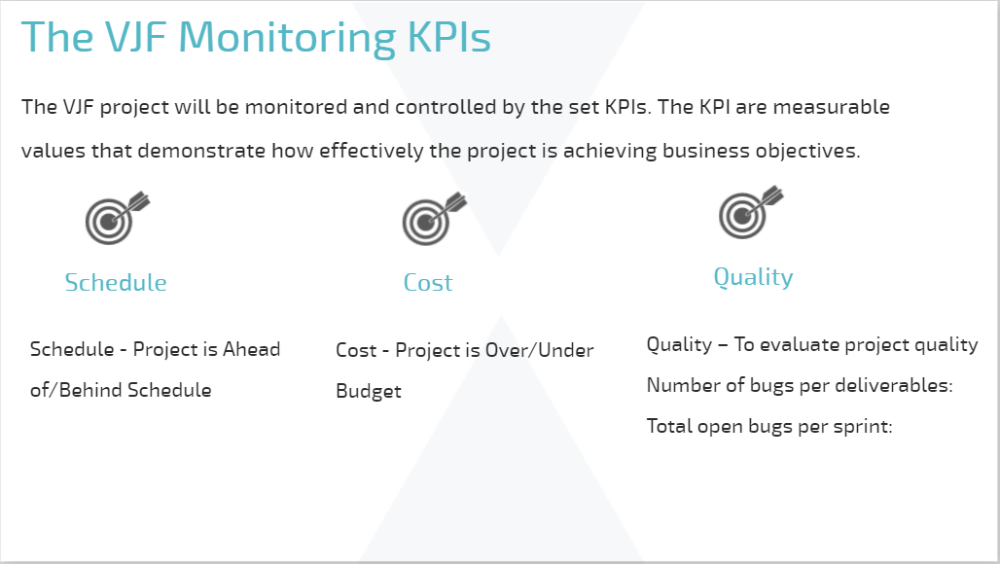 The VJF Monitoring KPIs
The VJF project will be monitored and controlled by the set KPIs. The KPI are measurable
values that demonstrate how effectively the project is achieving business objectives.
Schedule
Cost
Quality
Schedule - Project is Ahead
of/Behind Schedule
Cost - Project is Over/Under
Budget
Quality – To evaluate project quality
Number of bugs per deliverables:
Total open bugs per sprint: